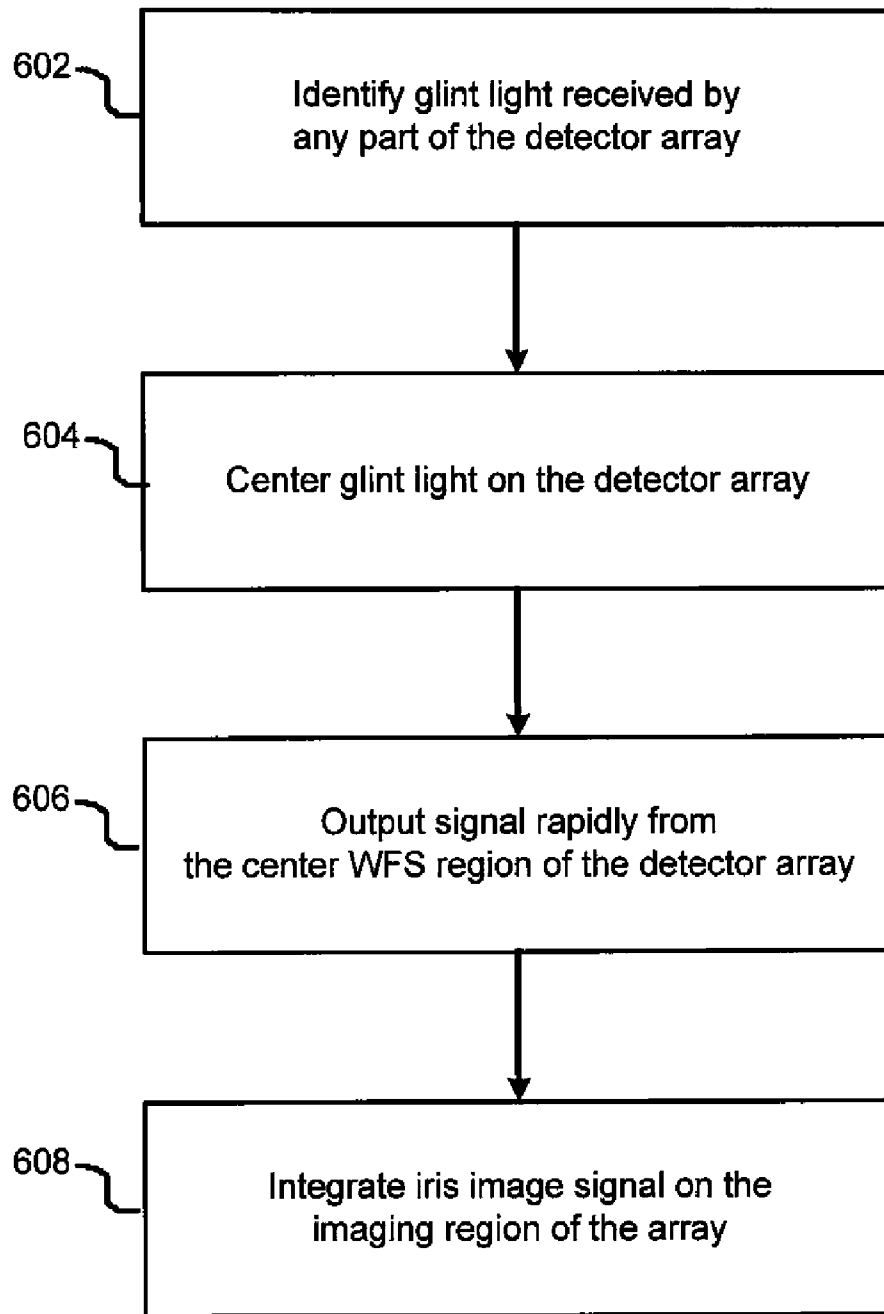 602
Identify glint light received by
any part of the detector array
604
Center glint light on the detector array
606
Output signal rapidly from
the center WFS region of the detector array
608
Integrate iris image signal on the
imaging region of the array